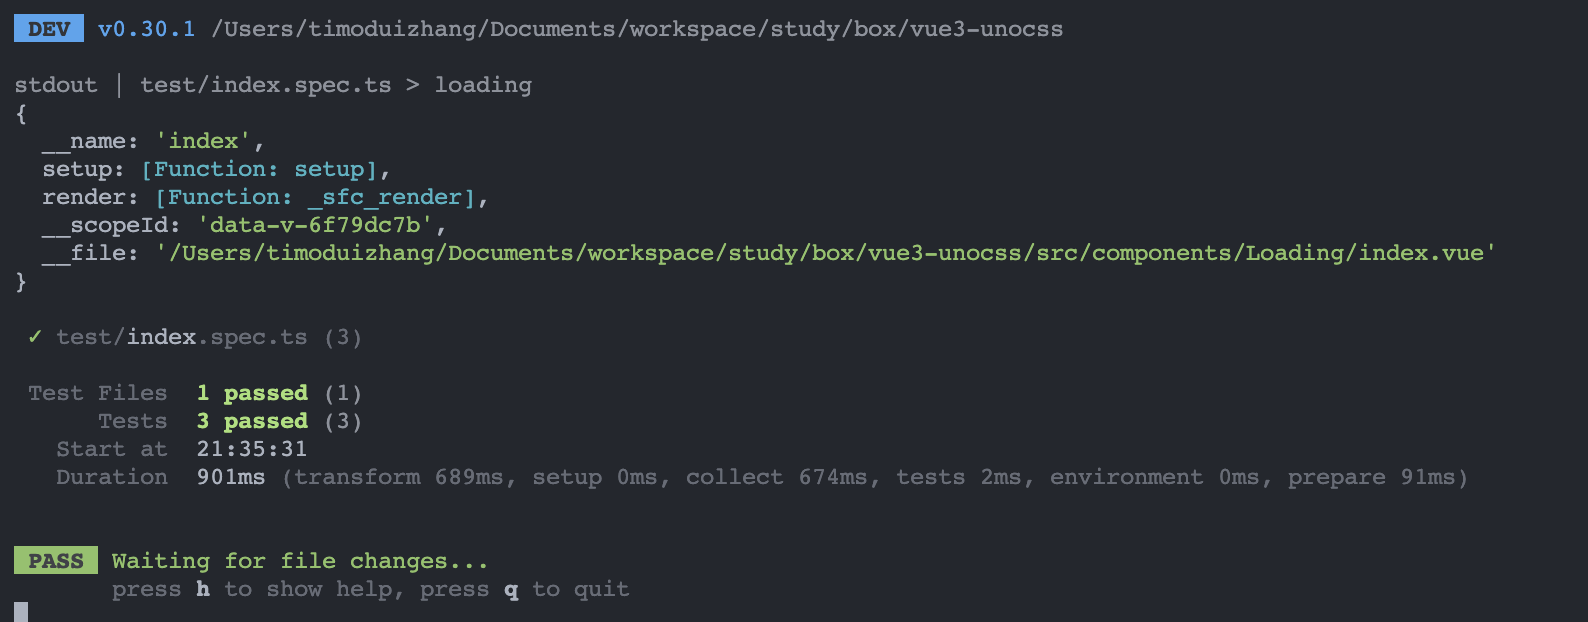 DEV v0.30.1 /Users/timoduizhang/Documents/workspace/study/box/vue3-unocss
stdout | test/index.spec.ts > loading
{
  __name: 'index',
  setup: [Function: setup],
  render: [Function: _sfc_render],
  __scopeId: 'data-v-6f79dc7b',
  __file: '/Users/timoduizhang/Documents/workspace/study/box/vue3-unocss/src/components/Loading/index.vue'
}
✓ test/index.spec.ts (3)
Test Files  1 passed (1)
Tests  3 passed (3)
Start at  21:35:31
Duration  901ms (transform 689ms, setup 0ms, collect 674ms, tests 2ms, environment 0ms, prepare 91ms)
PASS Waiting for file changes...
press h to show help, press q to quit